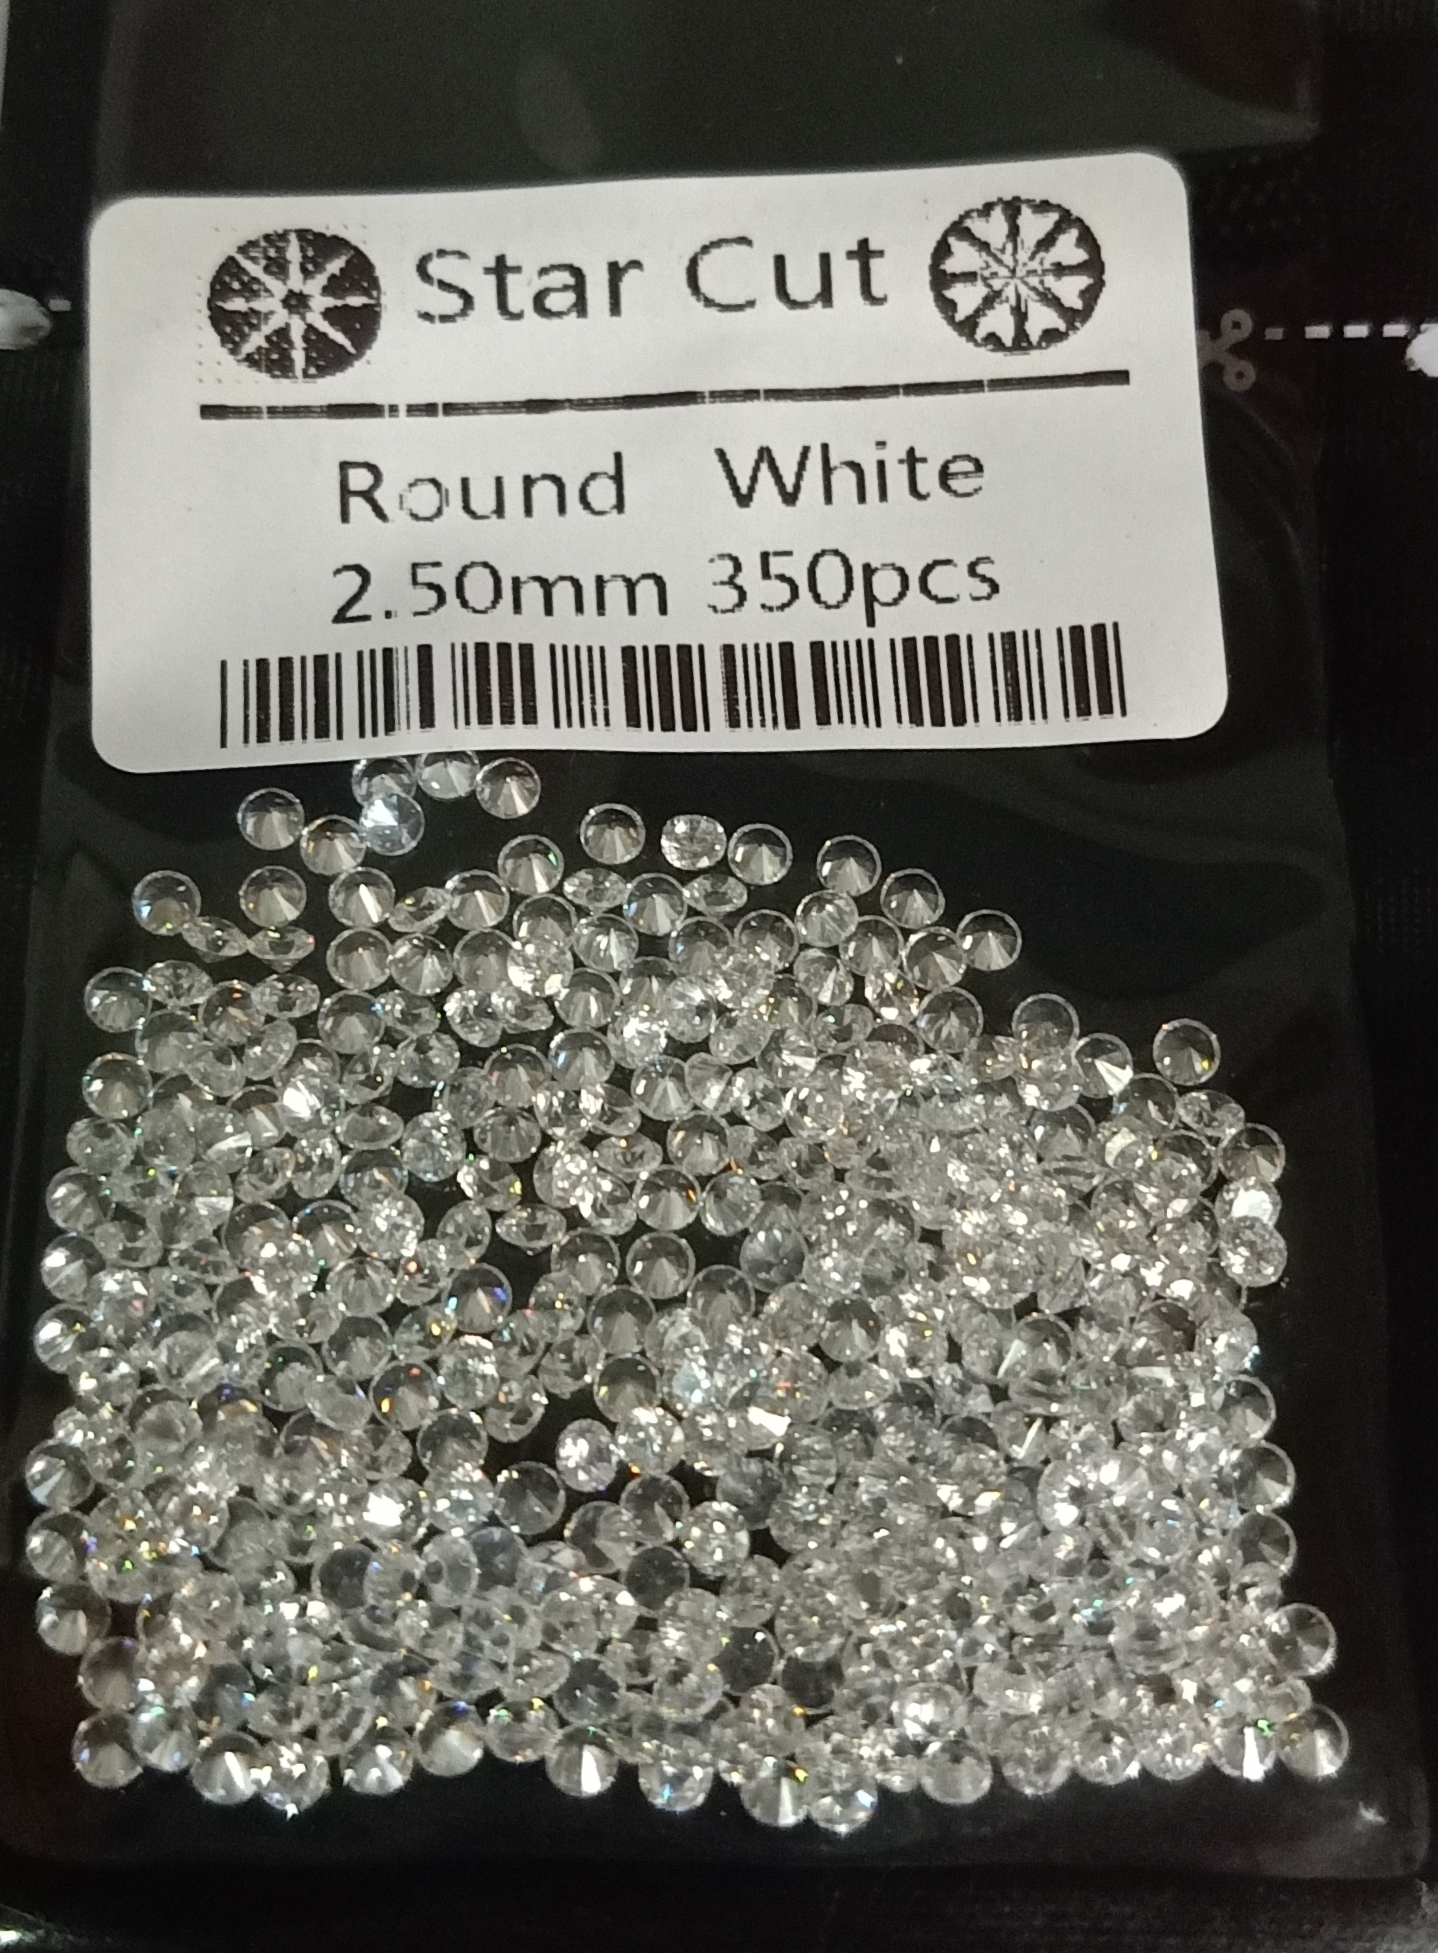 Star Cut
Round White
2.50mm 350pcs